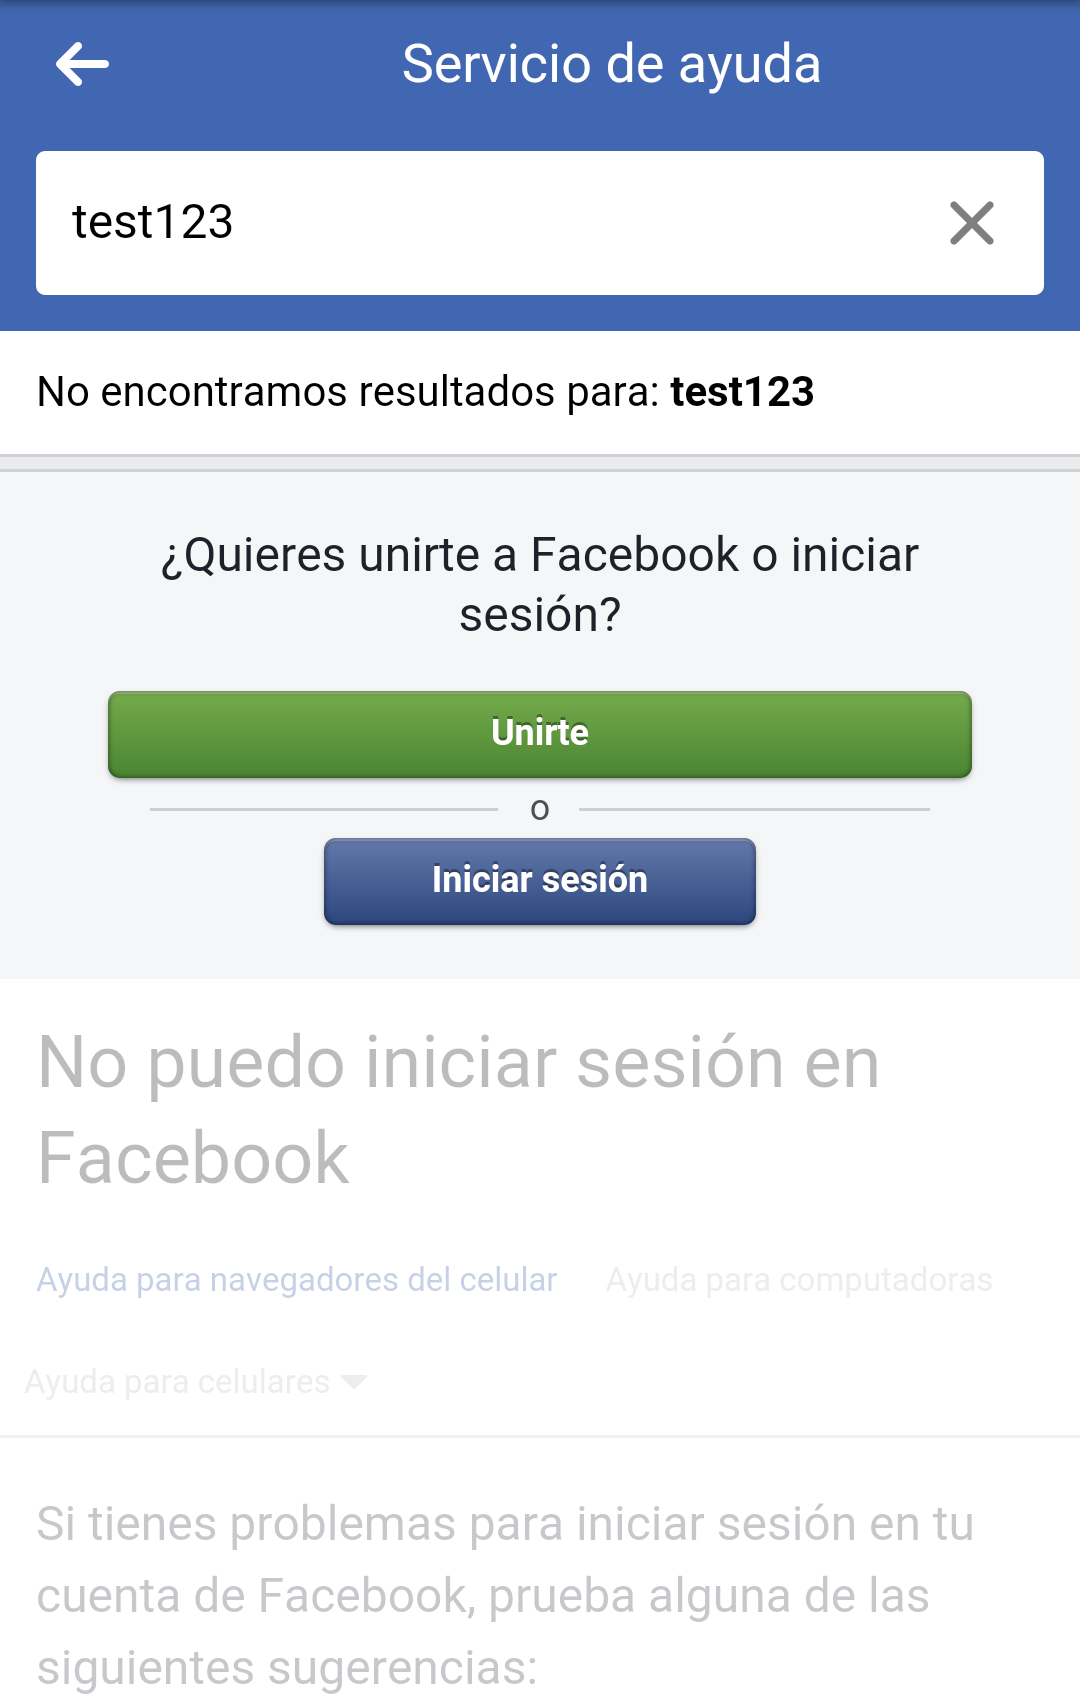 Servicio de ayuda
test123
No encontramos resultados para: test123
¿Quieres unirte a Facebook o iniciar
sesión?
Unirte
o
Iniciar sesión
No puedo iniciar sesión en
Facebook
Ayuda para navegadores del celular Ayuda para computadoras
Ayuda para celulares
Si tienes problemas para iniciar sesión en tu
cuenta de Facebook, prueba alguna de las
siguientes sugerencias: